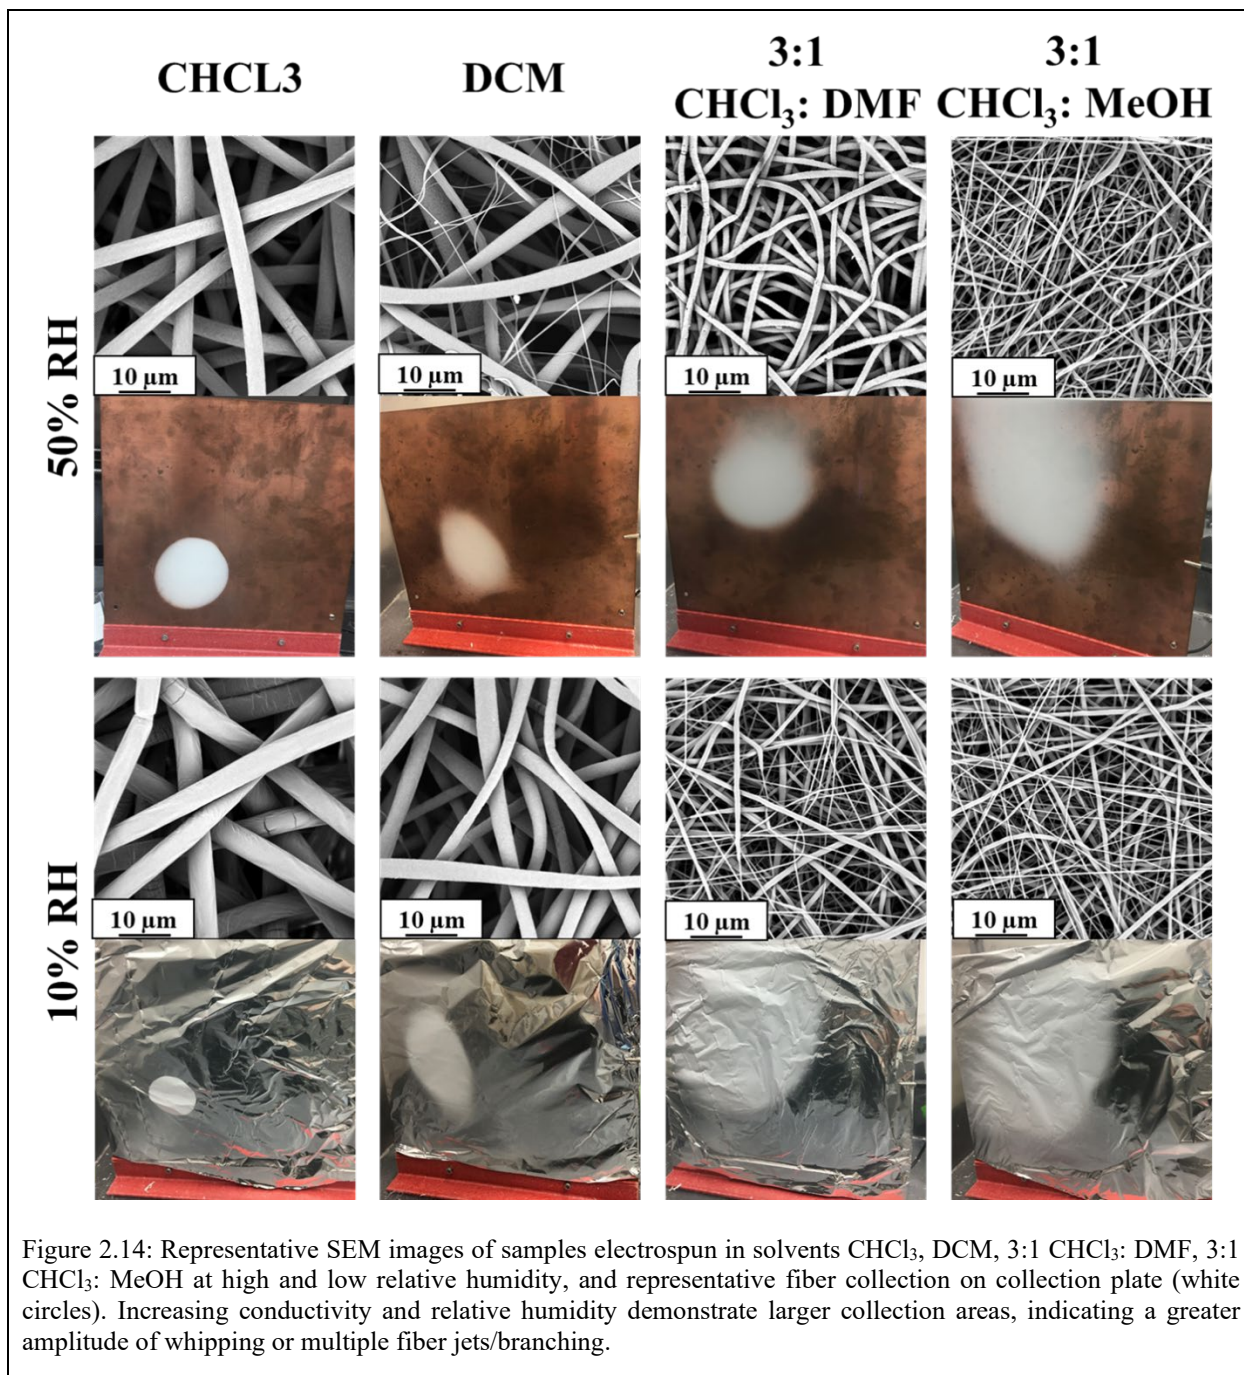 CHCL3
DCM
3:1
CHCl₃: DMF
3:1
CHCl₃: MeOH
50% RH
10 µm
10 µm
10 µm
10 µm
10% RH
10 µm
10 µm
10 µm
10 µm
Figure 2.14: Representative SEM images of samples electrospun in solvents CHCl₃, DCM, 3:1 CHCl₃: DMF, 3:1
CHCl₃: MeOH at high and low relative humidity, and representative fiber collection on collection plate (white
circles). Increasing conductivity and relative humidity demonstrate larger collection areas, indicating a greater
amplitude of whipping or multiple fiber jets/branching.